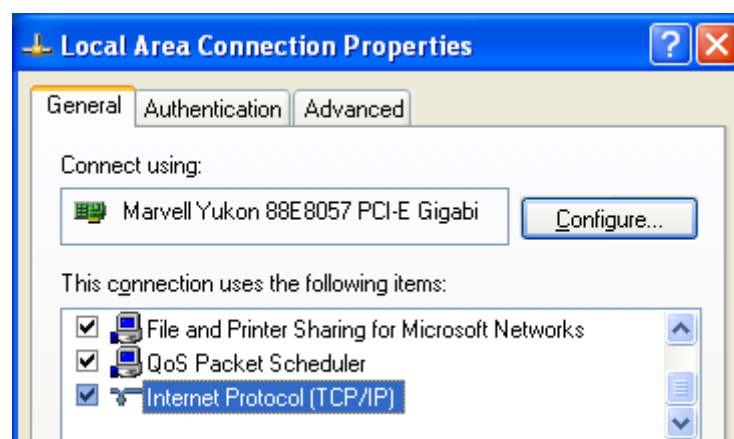 Local Area Connection Properties
General Authentication Advanced
Connect using:
Marvell Yukon 88E8057 PCI-E Gigabi Configure...
This connection uses the following items:
File and Printer Sharing for Microsoft Networks
QoS Packet Scheduler
Internet Protocol (TCP/IP)